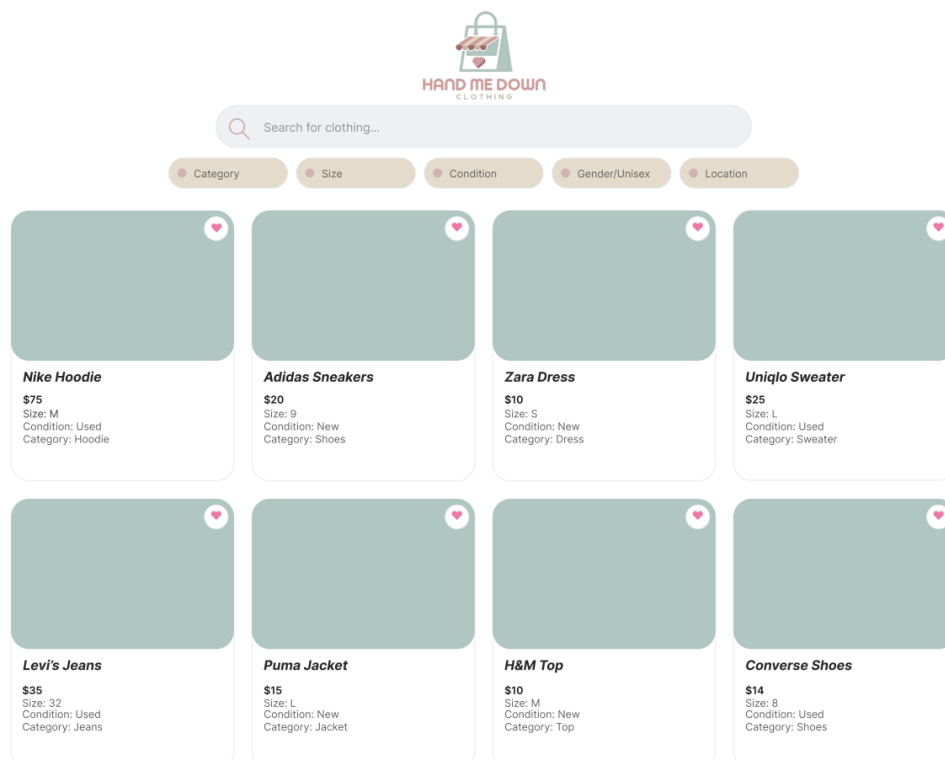 HAND ME DOWN
CLOTHING
Search for clothing...
Category
Size
Condition
Gender/Unisex
Location
Nike Hoodie
$75
Size: M
Condition: Used
Category: Hoodie
Adidas Sneakers
$20
Size: 9
Condition: New
Category: Shoes
Zara Dress
$10
Size: S
Condition: New
Category: Dress
Uniqlo Sweater
$25
Size: L
Condition: Used
Category: Sweater
Levi’s Jeans
$35
Size: 32
Condition: Used
Category: Jeans
Puma Jacket
$15
Size: L
Condition: New
Category: Jacket
H&M Top
$10
Size: M
Condition: New
Category: Top
Converse Shoes
$14
Size: 8
Condition: Used
Category: Shoes